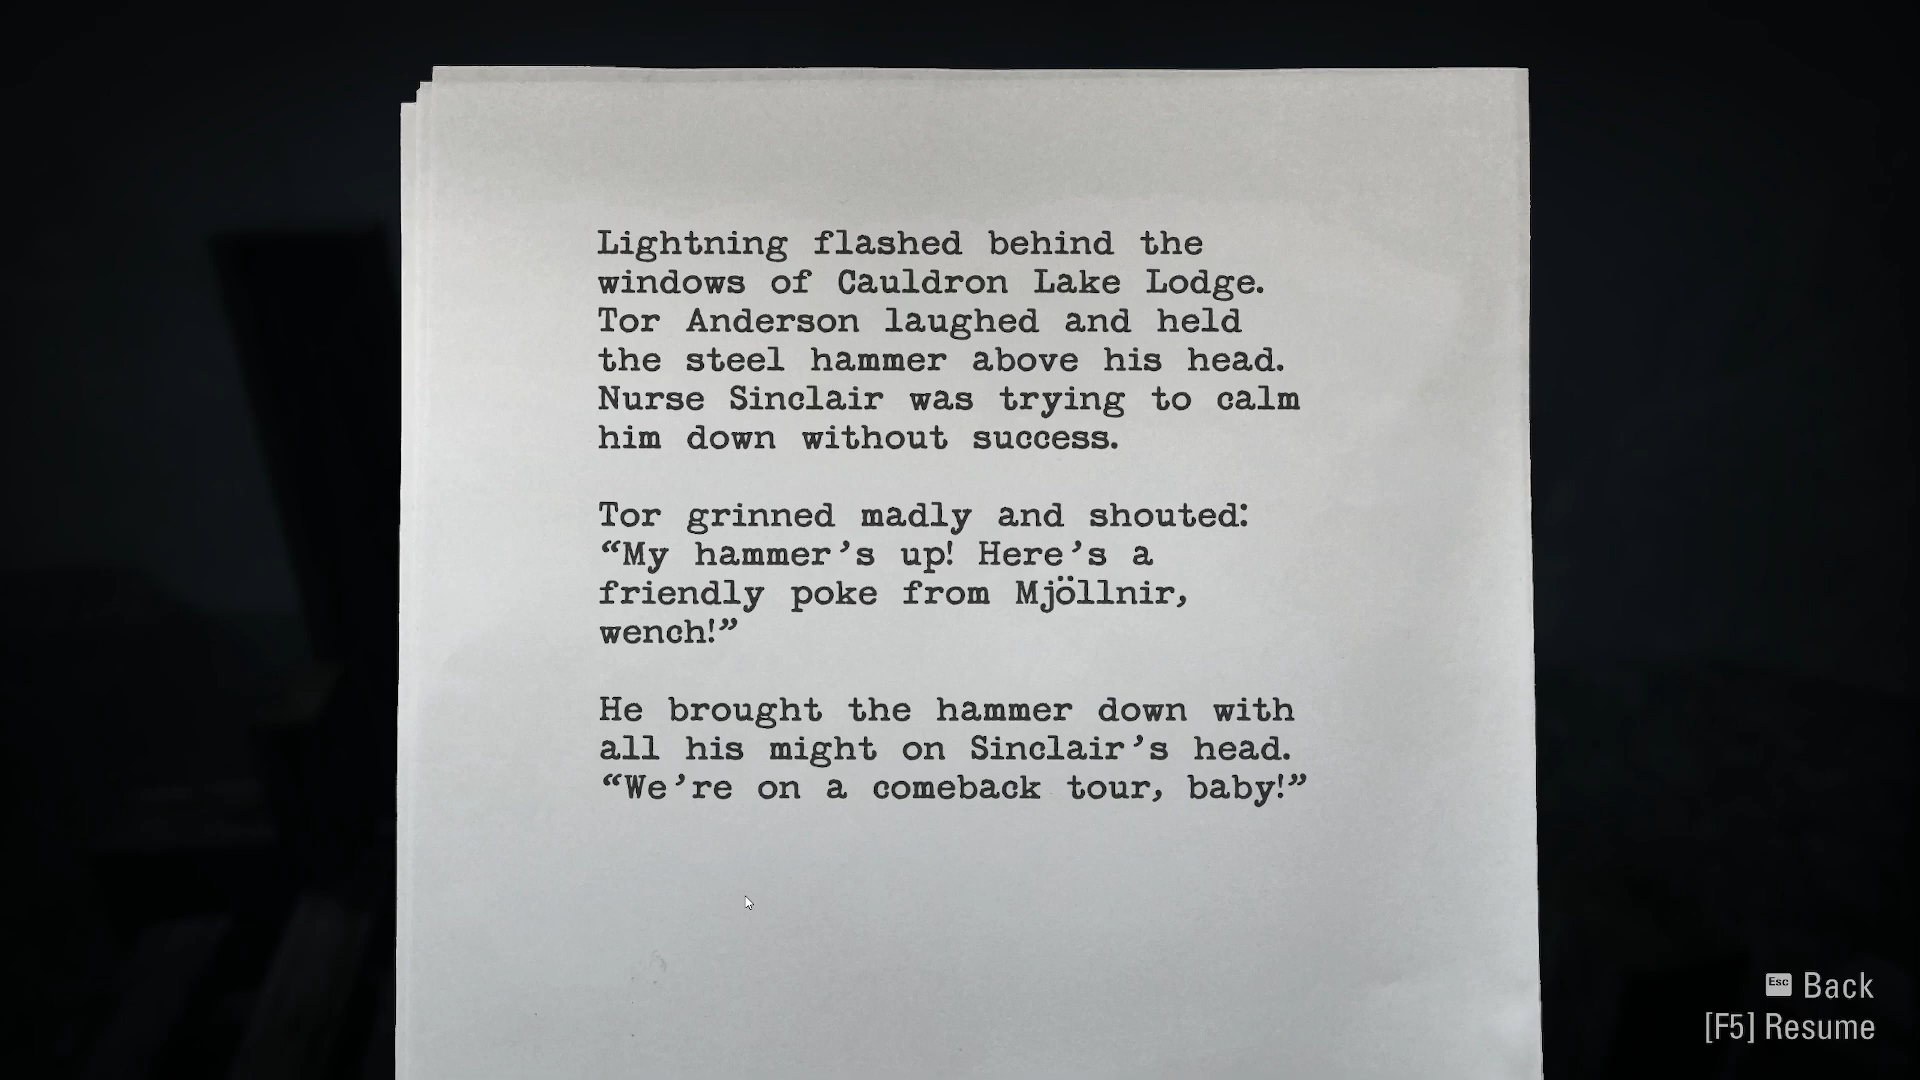 Lightning flashed behind the
windows of Cauldron Lake Lodge.
Tor Anderson laughed and held
the steel hammer above his head.
Nurse Sinclair was trying to calm
him down without success.
Tor grinned madly and shouted:
“My hammer’s up! Here’s a
friendly poke from Mjöllnir,
wench!”
He brought the hammer down with
all his might on Sinclair’s head.
“We’re on a comeback tour, baby!”
Esc Back
[F5] Resume